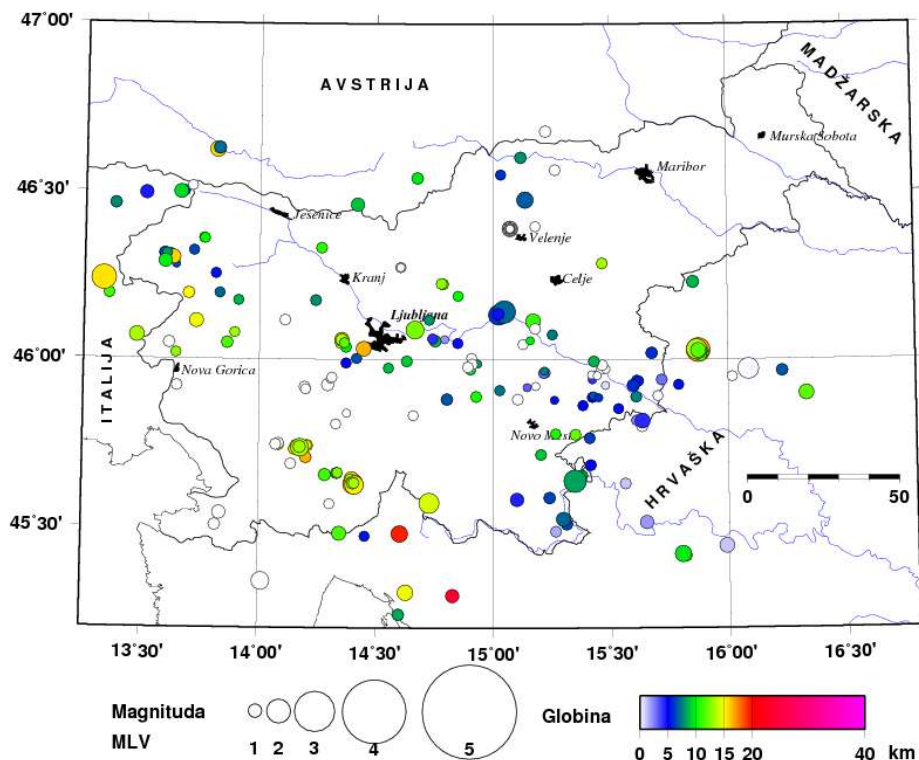 47°00'
46°30'
46°00'
45°30'
AVSTRIJA
MADŽARSKA
ITALIJA
HRVAŠKA
Murska Sobota
Maribor
Jesenice
Velenje
Kranj
Celje
Ljubljana
Nova Gorica
Novo Mesto
0 50
13°30' 14°00' 14°30' 15°00' 15°30' 16°00' 16°30'
Magnituda
MLV
1 2 3 4 5
Globina
0 5 10 15 20 40 km